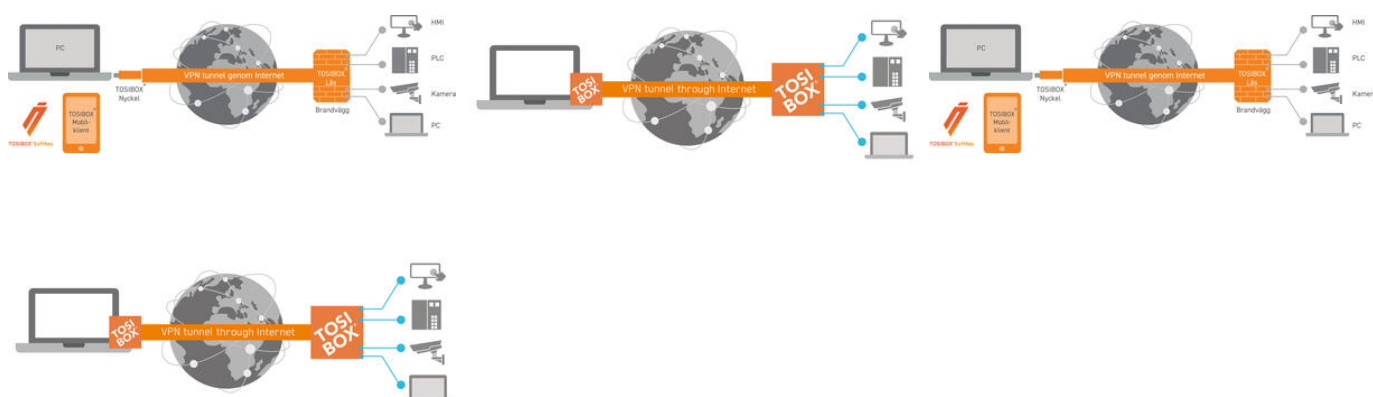 PC
VPN tunnel genom Internet
TOSIBOX®
Nyckel
TOSIBOX®
Lås
Brandvägg
HMI
PLC
Kamera
PC
TOSIBOX® SoftKey
TOSIBOX®
Mobil-
klient
TOSI
BOX®
VPN tunnel through Internet
TOSI
BOX®
PC
VPN tunnel genom Internet
TOSIBOX®
Nyckel
TOSIBOX®
Lås
Brandvägg
HMI
PLC
Kamer
PC
TOSIBOX® SoftKey
TOSIBOX®
Mobil-
klient
TOSI
BOX®
VPN tunnel through Internet
TOSI
BOX®